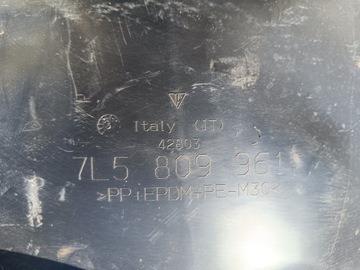 Italy (IT)
42803
7L5 809 961
>PP+EPDM+PE-M30<